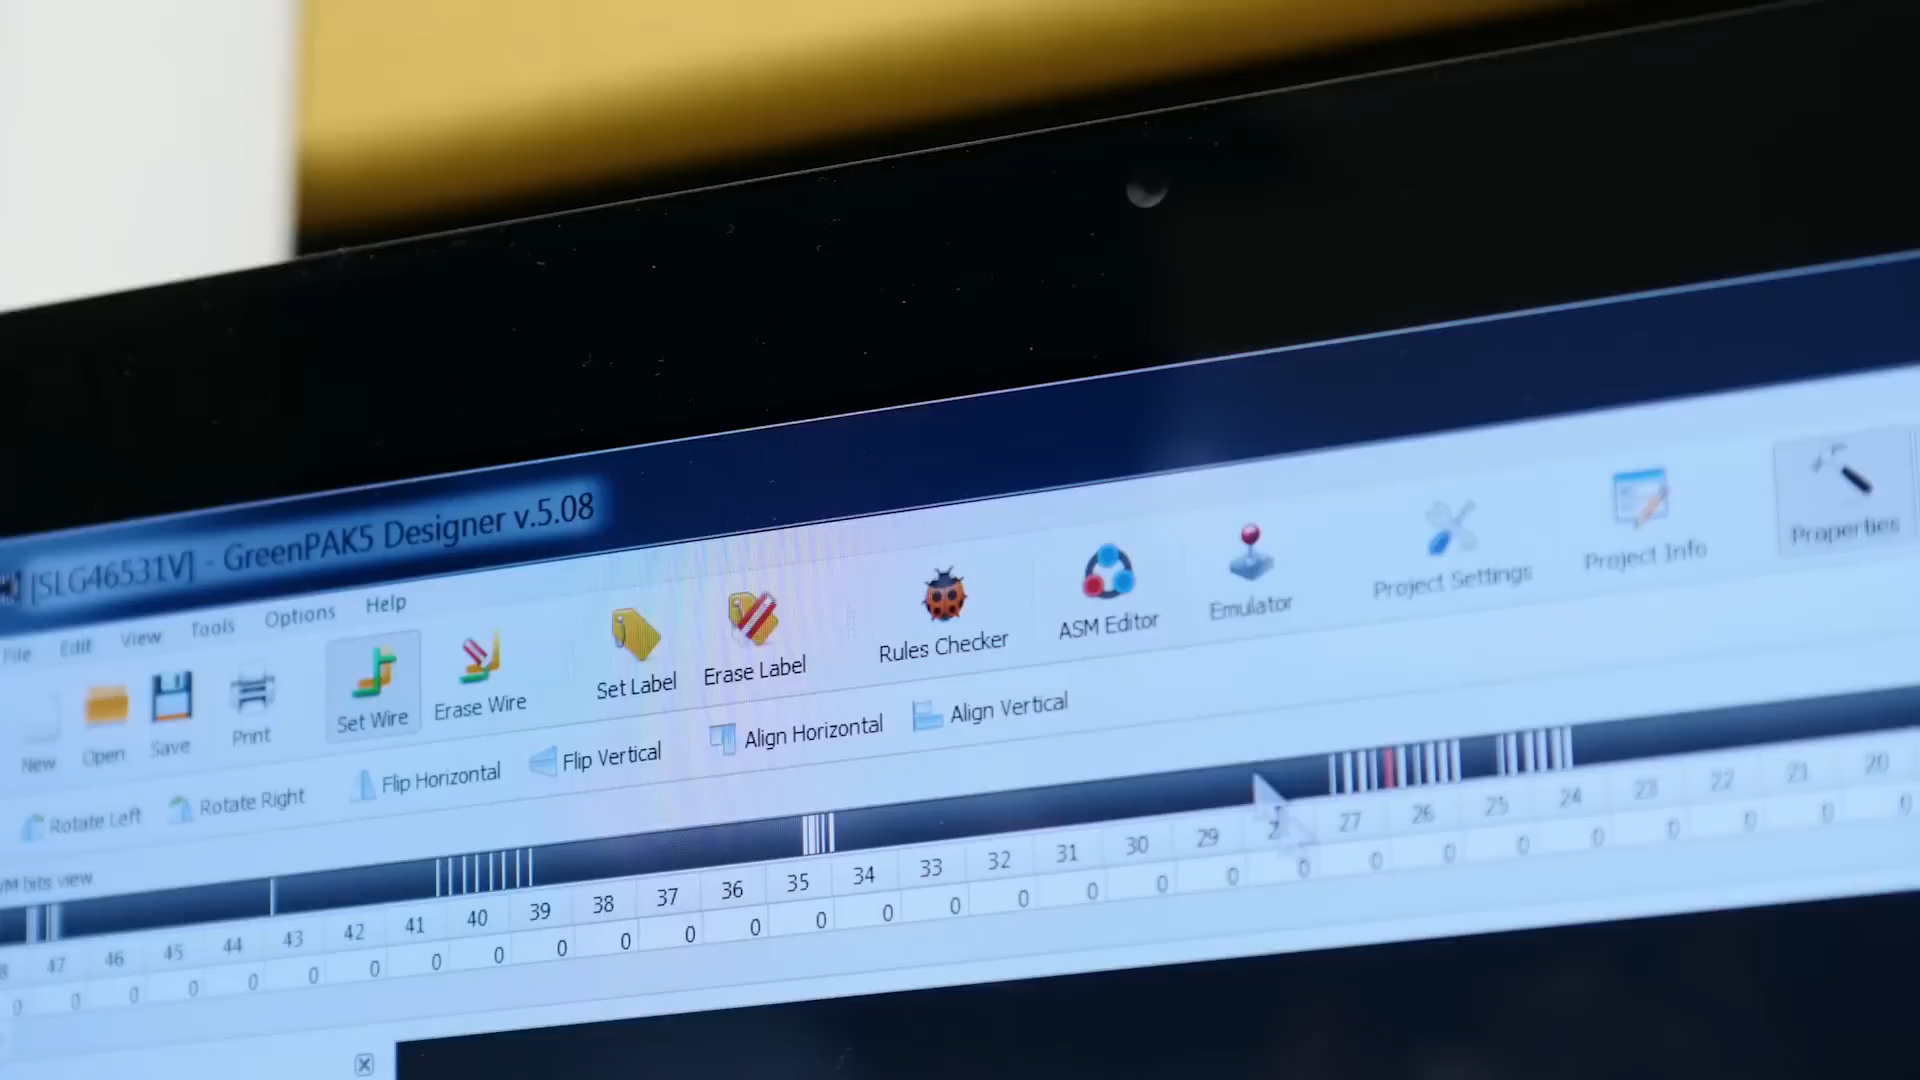 [SLG46531V] - GreenPAK5 Designer v.5.08
File Edit View Tools Options Help
New Open Save Print Set Wire Erase Wire Set Label Erase Label Rules Checker ASM Editor Emulator Project Settings Project Info Properties
Rotate Left Rotate Right Flip Horizontal Flip Vertical Align Horizontal Align Vertical
bits view
47 46 45 44 43 42 41 40 39 38 37 36 35 34 33 32 31 30 29 27 26 25 24 23 22 21 20
0 0 0 0 0 0 0 0 0 0 0 0 0 0 0 0 0 0 0 0 0 0 0 0 0 0 0 0 0